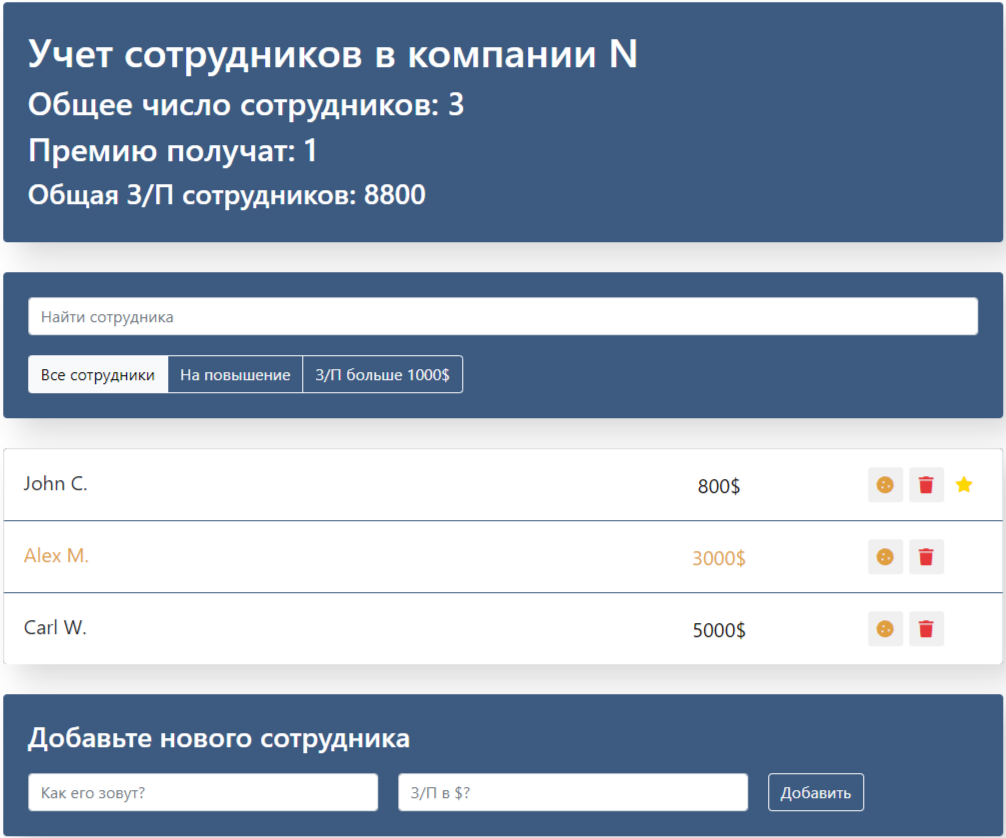 Учет сотрудников в компании N
Общее число сотрудников: 3
Премию получат: 1
Общая З/П сотрудников: 8800
Найти сотрудника
Все сотрудники На повышение З/П больше 1000$
John C. 800$
Alex M. 3000$
Carl W. 5000$
Добавьте нового сотрудника
Как его зовут? З/П в $? Добавить